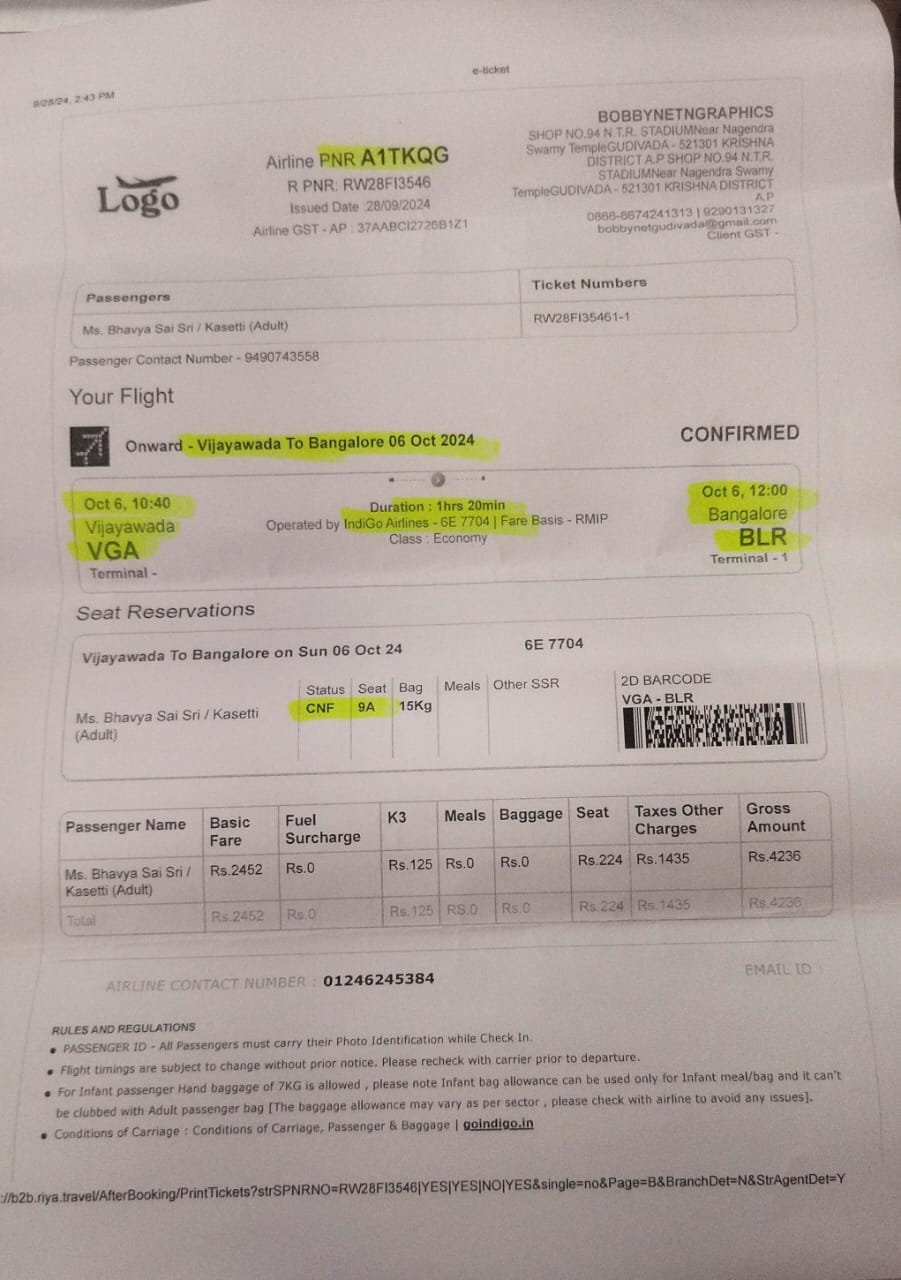 9/28/24, 2:43 PM
e-ticket
Logo
Airline PNR A1TKQG
R PNR: RW28FI3546
Issued Date :28/09/2024
Airline GST - AP : 37AABCI2726B1Z1
BOBBYNETNGRAPHICS
SHOP NO.94 N.T.R. STADIUMNear Nagendra
Swamy TempleGUDIVADA - 521301 KRISHNA
DISTRICT A.P SHOP NO.94 N.T.R.
STADIUMNear Nagendra Swamy
TempleGUDIVADA - 521301 KRISHNA DISTRICT
A.P
0866-6674241313 | 9290131327
bobbynetgudivada@gmail.com
Client GST -
Passengers Ticket Numbers
Ms. Bhavya Sai Sri / Kasetti (Adult) RW28FI35461-1
Passenger Contact Number - 9490743558
Your Flight
Onward - Vijayawada To Bangalore 06 Oct 2024 CONFIRMED
Oct 6, 10:40
Vijayawada
VGA
Terminal -
Duration : 1hrs 20min
Operated by IndiGo Airlines - 6E 7704 | Fare Basis - RMIP
Class : Economy
Oct 6, 12:00
Bangalore
BLR
Terminal - 1
Seat Reservations
Vijayawada To Bangalore on Sun 06 Oct 24 6E 7704
Status Seat Bag Meals Other SSR 2D BARCODE
Ms. Bhavya Sai Sri / Kasetti CNF 9A 15Kg VGA - BLR
(Adult)
Passenger Name Basic Fare Fuel Surcharge K3 Meals Baggage Seat Taxes Other Charges Gross Amount
Ms. Bhavya Sai Sri / Kasetti (Adult) Rs.2452 Rs.0 Rs.125 Rs.0 Rs.0 Rs.224 Rs.1435 Rs.4236
Total Rs.2452 Rs.0 Rs.125 RS.0 Rs.0 Rs.224 Rs.1435 Rs.4236
AIRLINE CONTACT NUMBER : 01246245384 EMAIL ID :
RULES AND REGULATIONS
● PASSENGER ID - All Passengers must carry their Photo Identification while Check In.
● Flight timings are subject to change without prior notice. Please recheck with carrier prior to departure.
● For Infant passenger Hand baggage of 7KG is allowed , please note Infant bag allowance can be used only for Infant meal/bag and it can't
be clubbed with Adult passenger bag [The baggage allowance may vary as per sector , please check with airline to avoid any issues].
● Conditions of Carriage : Conditions of Carriage, Passenger & Baggage | goindigo.in
://b2b.riya.travel/AfterBooking/PrintTickets?strSPNRNO=RW28FI3546|YES|YES|NO|YES&single=no&Page=B&BranchDet=N&StrAgentDet=Y